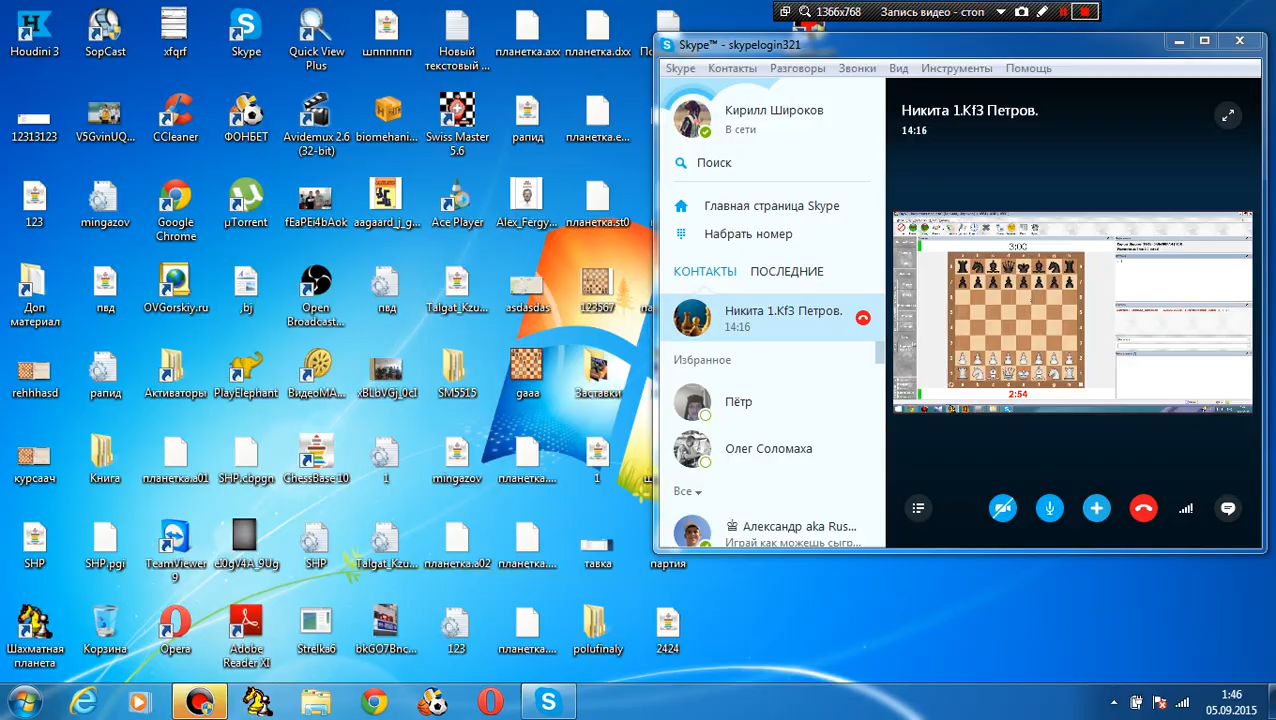 1366x768
Запись видео - стоп
Houdini 3
SopCast
xfqrf
Skype
Quick View Plus
шпппппп
Новый текстовый ...
планетка.axx
планетка.dxx
12313123
V5GvinUQ...
CCleaner
ФОНБЕТ
Avidemux 2.6 (32-bit)
biomehani...
Swiss Master 5.6
рапид
планетка.e...
123
mingazov
Google Chrome
µTorrent
fEaPEi4bAok
aagaard_j_g...
Ace Player
Alex_Fergy...
планетка.st0
Доп материал
пвд
OVGorskiy.ru
,bj
Open Broadcast...
пвд
Talgat_Kzu...
asdasdas
123567
rehhhasd
рапид
Активаторы
PlayElephant
ВидеоМА...
BLbVGj_0cI
SM5515
gaaa
Заставки
курсаач
Книга
планетка.a01
SHP.cbpgn
ChessBase 10
1
mingazov
планетка....
1
SHP
SHP.pgi
TeamViewer 9
SHP
Talgat_Kzu...
планетка.a02
планетка....
тавка
партия
Шахматная планета
Корзина
Opera
Adobe Reader XI
Strelka6
bkGO7Bnc...
123
планетка....
polufinaly
2424
Skype™ - skypelogin321
Skype
Контакты
Разговоры
Звонки
Вид
Инструменты
Помощь
Кирилл Широков
В сети
Поиск
Главная страница Skype
Набрать номер
КОНТАКТЫ
ПОСЛЕДНИЕ
Никита 1.Kf3 Петров.
14:16
Избранное
Пётр
Олег Соломаха
Все
Александр aka Rus...
Играй как можешь сыгр...
Никита 1.Kf3 Петров.
14:16
3:00
2:54
1:46
05.09.2015